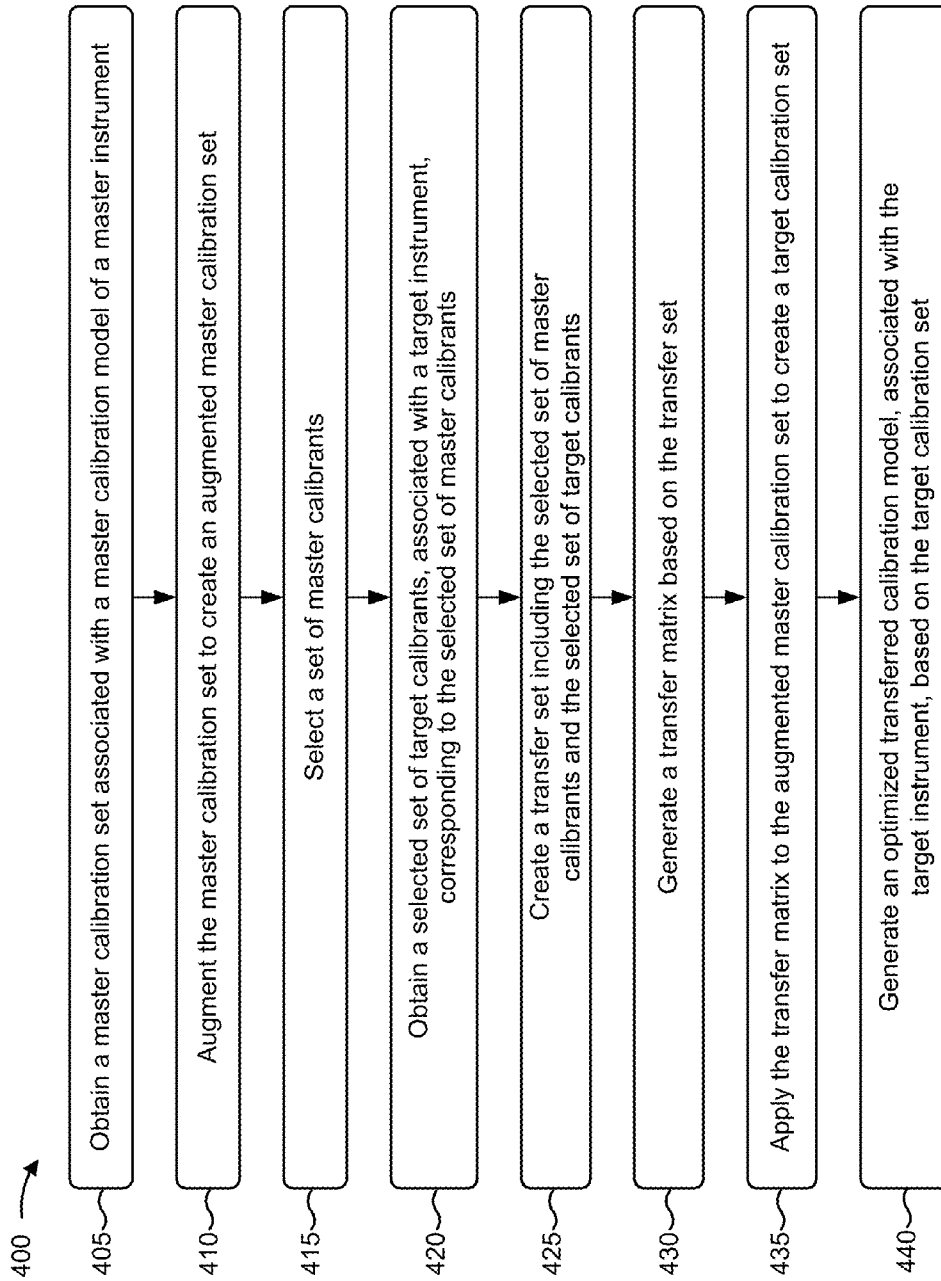 400
405
Obtain a master calibration set associated with a master calibration model of a master instrument
410
Augment the master calibration set to create an augmented master calibration set
415
Select a set of master calibrants
420
Obtain a selected set of target calibrants, associated with a target instrument,
corresponding to the selected set of master calibrants
425
Create a transfer set including the selected set of master
calibrants and the selected set of target calibrants
430
Generate a transfer matrix based on the transfer set
435
Apply the transfer matrix to the augmented master calibration set to create a target calibration set
440
Generate an optimized transferred calibration model, associated with the
target instrument, based on the target calibration set